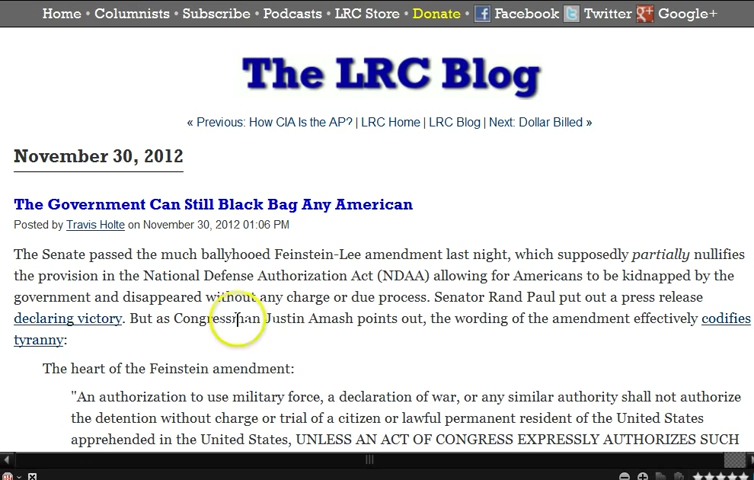 Home • Columnists • Subscribe • Podcasts • LRC Store • Donate • Facebook Twitter Google+
The LRC Blog
« Previous: How CIA Is the AP? | LRC Home | LRC Blog | Next: Dollar Billed »
November 30, 2012
The Government Can Still Black Bag Any American
Posted by Travis Holte on November 30, 2012 01:06 PM
The Senate passed the much ballyhooed Feinstein-Lee amendment last night, which supposedly partially nullifies
the provision in the National Defense Authorization Act (NDAA) allowing for Americans to be kidnapped by the
government and disappeared without any charge or due process. Senator Rand Paul put out a press release
declaring victory. But as Congressman Justin Amash points out, the wording of the amendment effectively codifies
tyranny:
The heart of the Feinstein amendment:
"An authorization to use military force, a declaration of war, or any similar authority shall not authorize
the detention without charge or trial of a citizen or lawful permanent resident of the United States
apprehended in the United States, UNLESS AN ACT OF CONGRESS EXPRESSLY AUTHORIZES SUCH